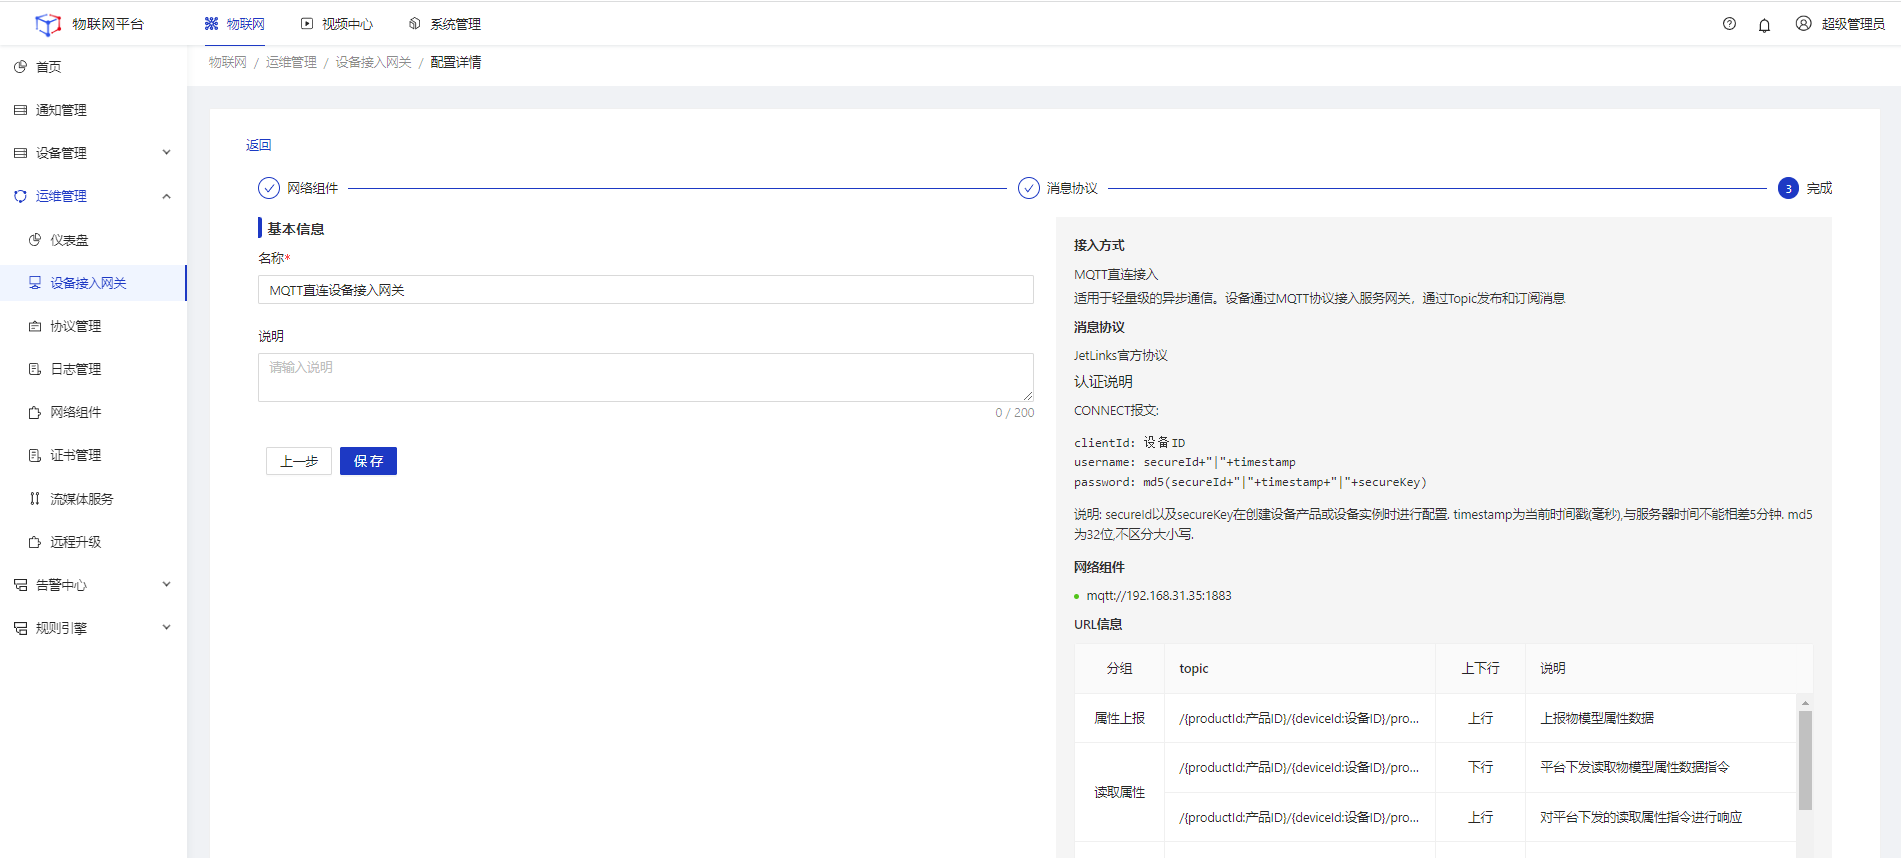 物联网平台
物联网
视频中心
系统管理
超级管理员
首页
通知管理
设备管理
运维管理
仪表盘
设备接入网关
协议管理
日志管理
网络组件
证书管理
流媒体服务
远程升级
告警中心
规则引擎
物联网 / 运维管理 / 设备接入网关 / 配置详情
返回
网络组件
消息协议
3 完成
基本信息
名称*
MQTT直连设备接入网关
说明
请输入说明
0 / 200
上一步
保存
接入方式
MQTT直连接入
适用于轻量级的异步通信。设备通过MQTT协议接入服务网关，通过Topic发布和订阅消息
消息协议
JetLinks官方协议
认证说明
CONNECT报文:
clientId: 设备ID
username: secureId+"|"+timestamp
password: md5(secureId+"|"+timestamp+"|"+secureKey)
说明: secureId以及secureKey在创建设备产品或设备实例时进行配置. timestamp为当前时间戳(毫秒),与服务器时间不能相差5分钟. md5
为32位,不区分大小写.
网络组件
mqtt://192.168.31.35:1883
URL信息
分组 topic 上下行 说明
属性上报 /{productId:产品ID}/{deviceId:设备ID}/pro... 上行 上报物模型属性数据
读取属性 /{productId:产品ID}/{deviceId:设备ID}/pro... 下行 平台下发读取物模型属性数据指令
/{productId:产品ID}/{deviceId:设备ID}/pro... 上行 对平台下发的读取属性指令进行响应